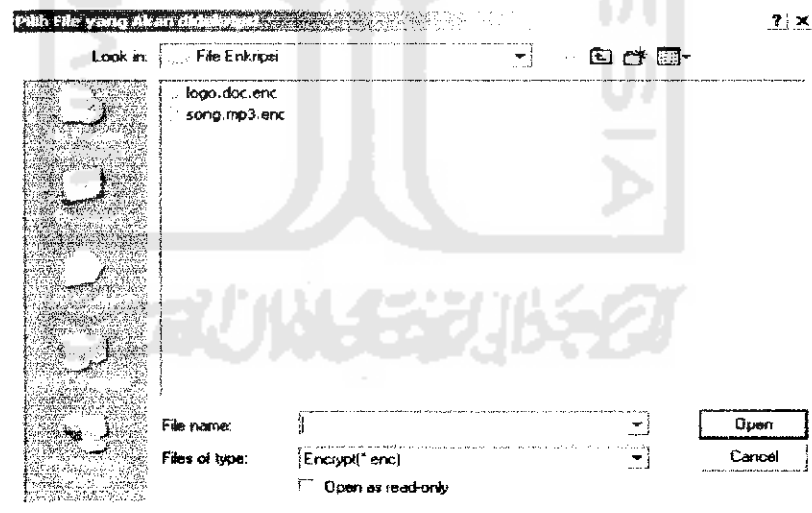 Pilih File yang Akan
Look in: File Enkripsi
logo.doc.enc
song.mp3.enc
File name:
Open
Files of type: Encrypt(*.enc)
Cancel
Open as read-only